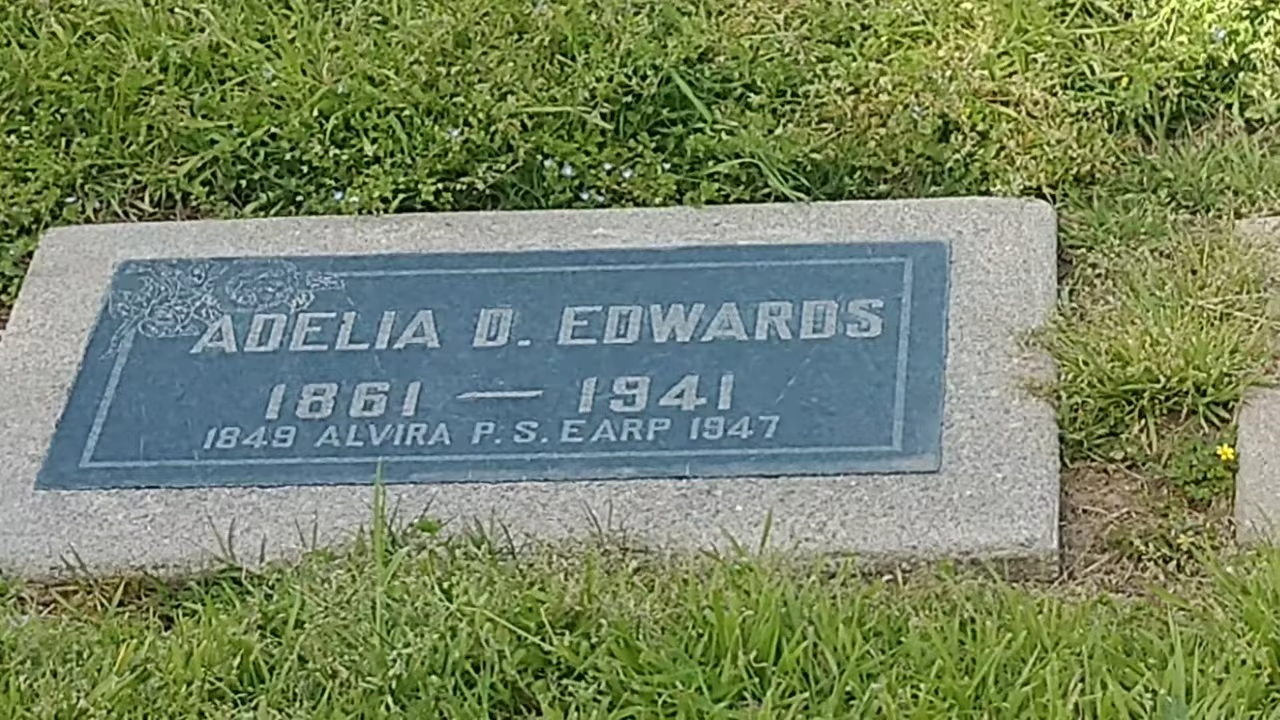 ADELIA D. EDWARDS
1861 — 1941
1849 ALVIRA P. S. EARP 1947